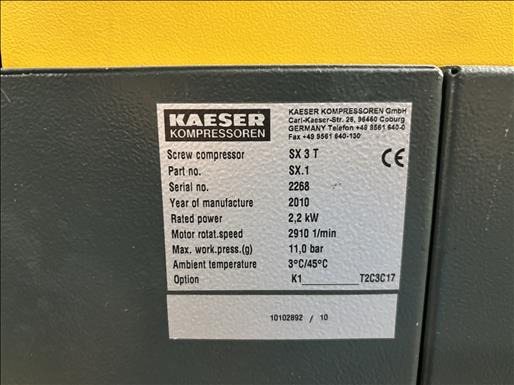 KAESER
KOMPRESSOREN
KAESER KOMPRESSOREN GmbH
Carl-Kaeser-Str. 26, 96450 Coburg
GERMANY Telefon +49 9561 640-0
Fax +49 9561 640-130
CE
Screw compressor SX 3 T
Part no. SX.1
Serial no. 2268
Year of manufacture 2010
Rated power 2,2 kW
Motor rotat.speed 2910 1/min
Max. work.press.(g) 11,0 bar
Ambient temperature 3°C/45°C
Option K1________T2C3C17
10102892 / 10